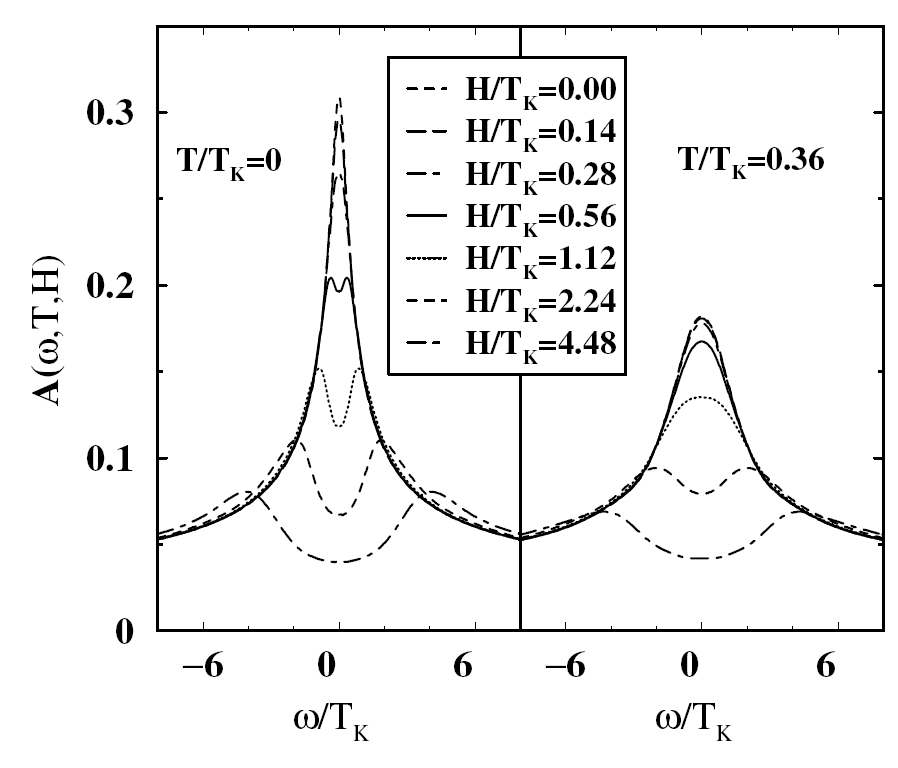 H/T_K=0.00
0.3
H/T_K=0.14
T/T_K=0
T/T_K=0.36
H/T_K=0.28
H/T_K=0.56
H/T_K=1.12
0.2
H/T_K=2.24
H/T_K=4.48
A(ω,T,H)
0.1
0
−6 0 6 −6 0 6
ω/T_K ω/T_K